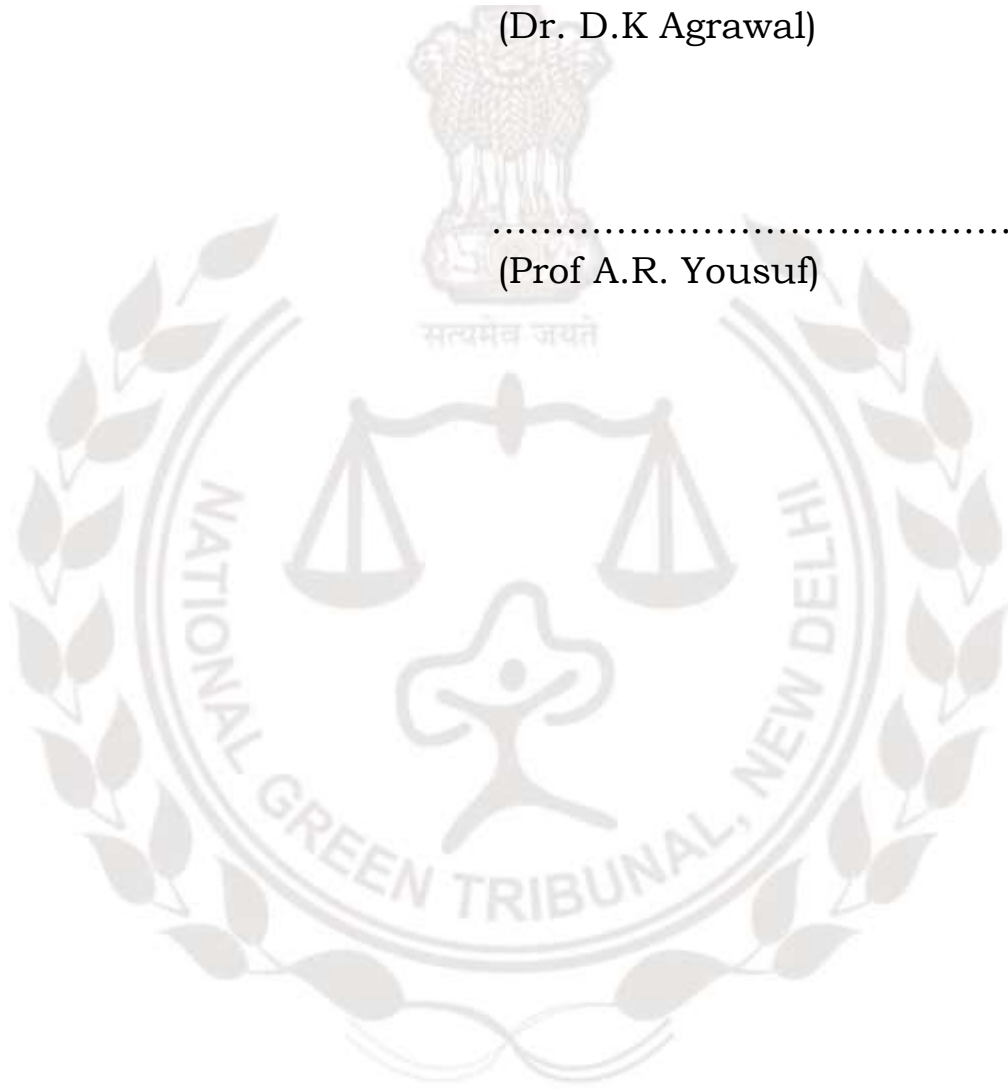 (Dr. D.K Agrawal)
……………………………………
(Prof A.R. Yousuf)
सत्यमेव जयते
NATIONAL GREEN TRIBUNAL, NEW DELHI